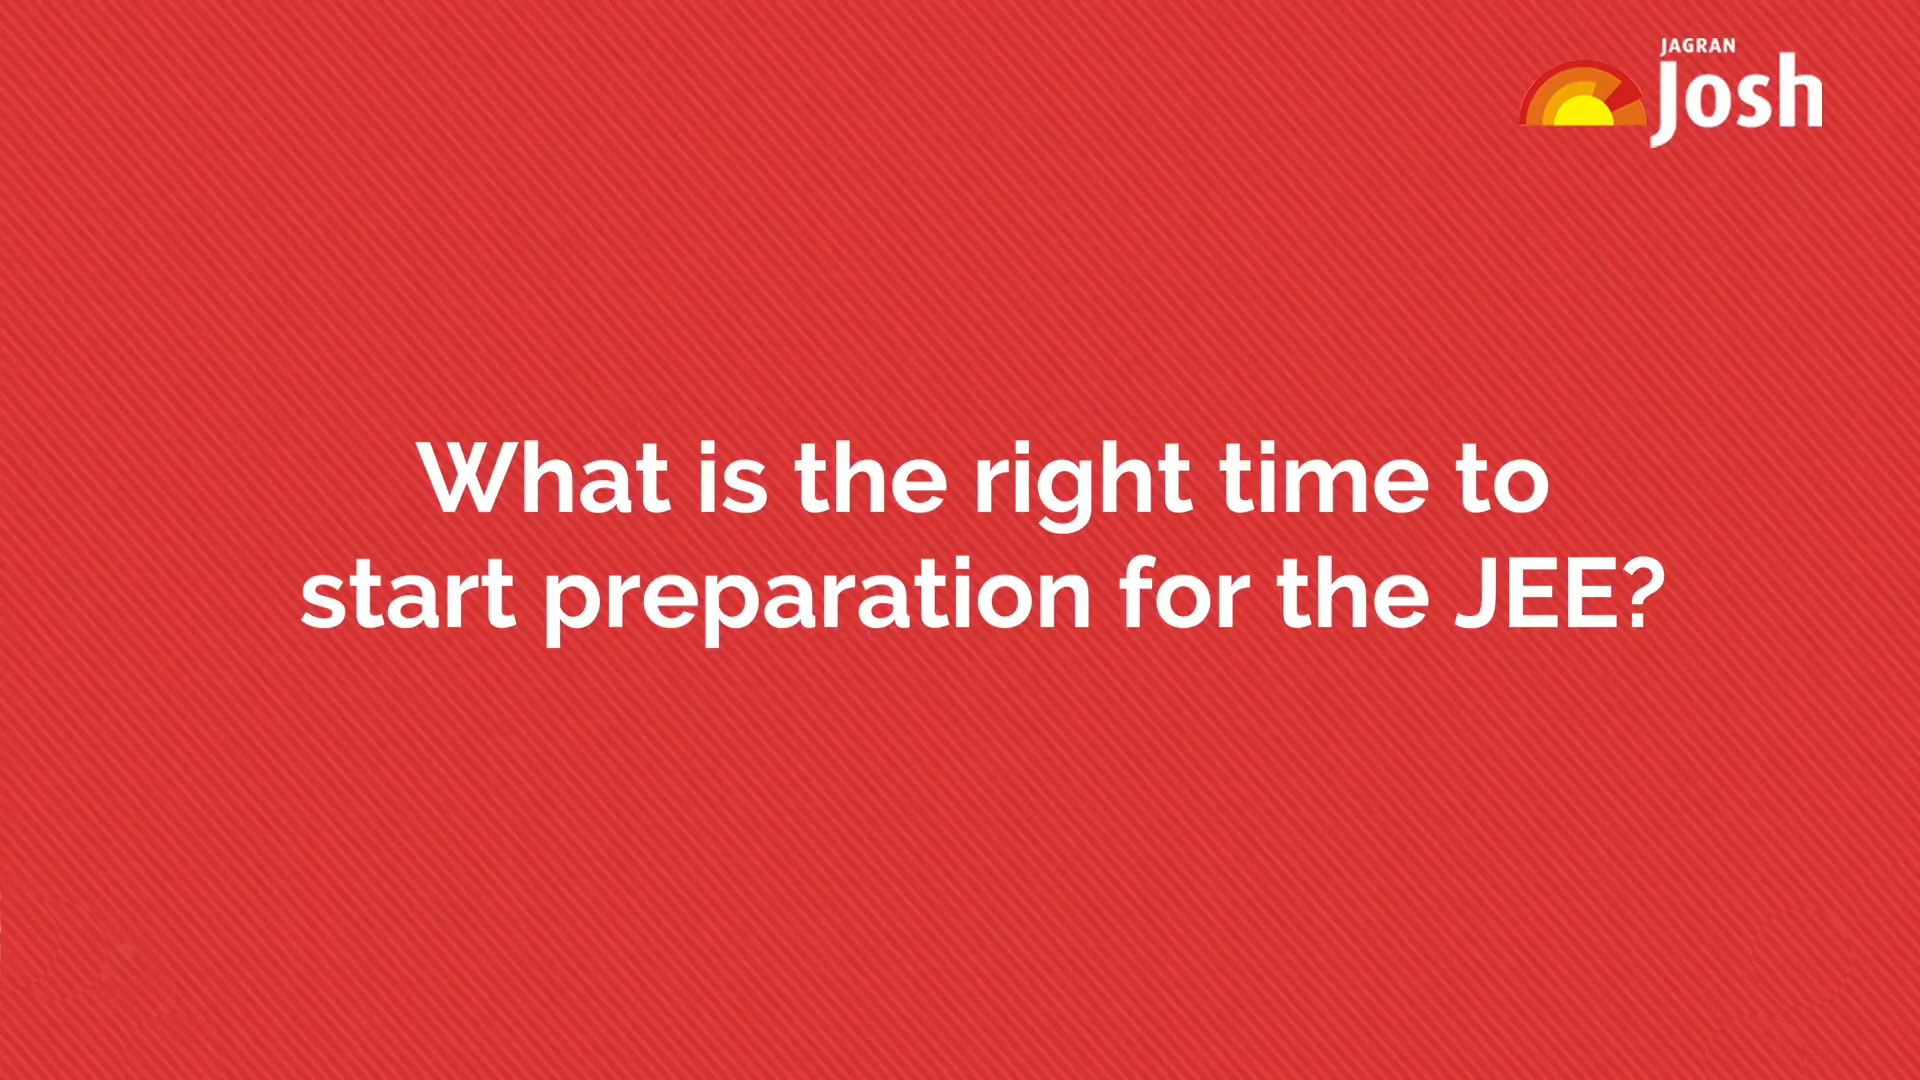 JAGRAN
Josh
What is the right time to
start preparation for the JEE?